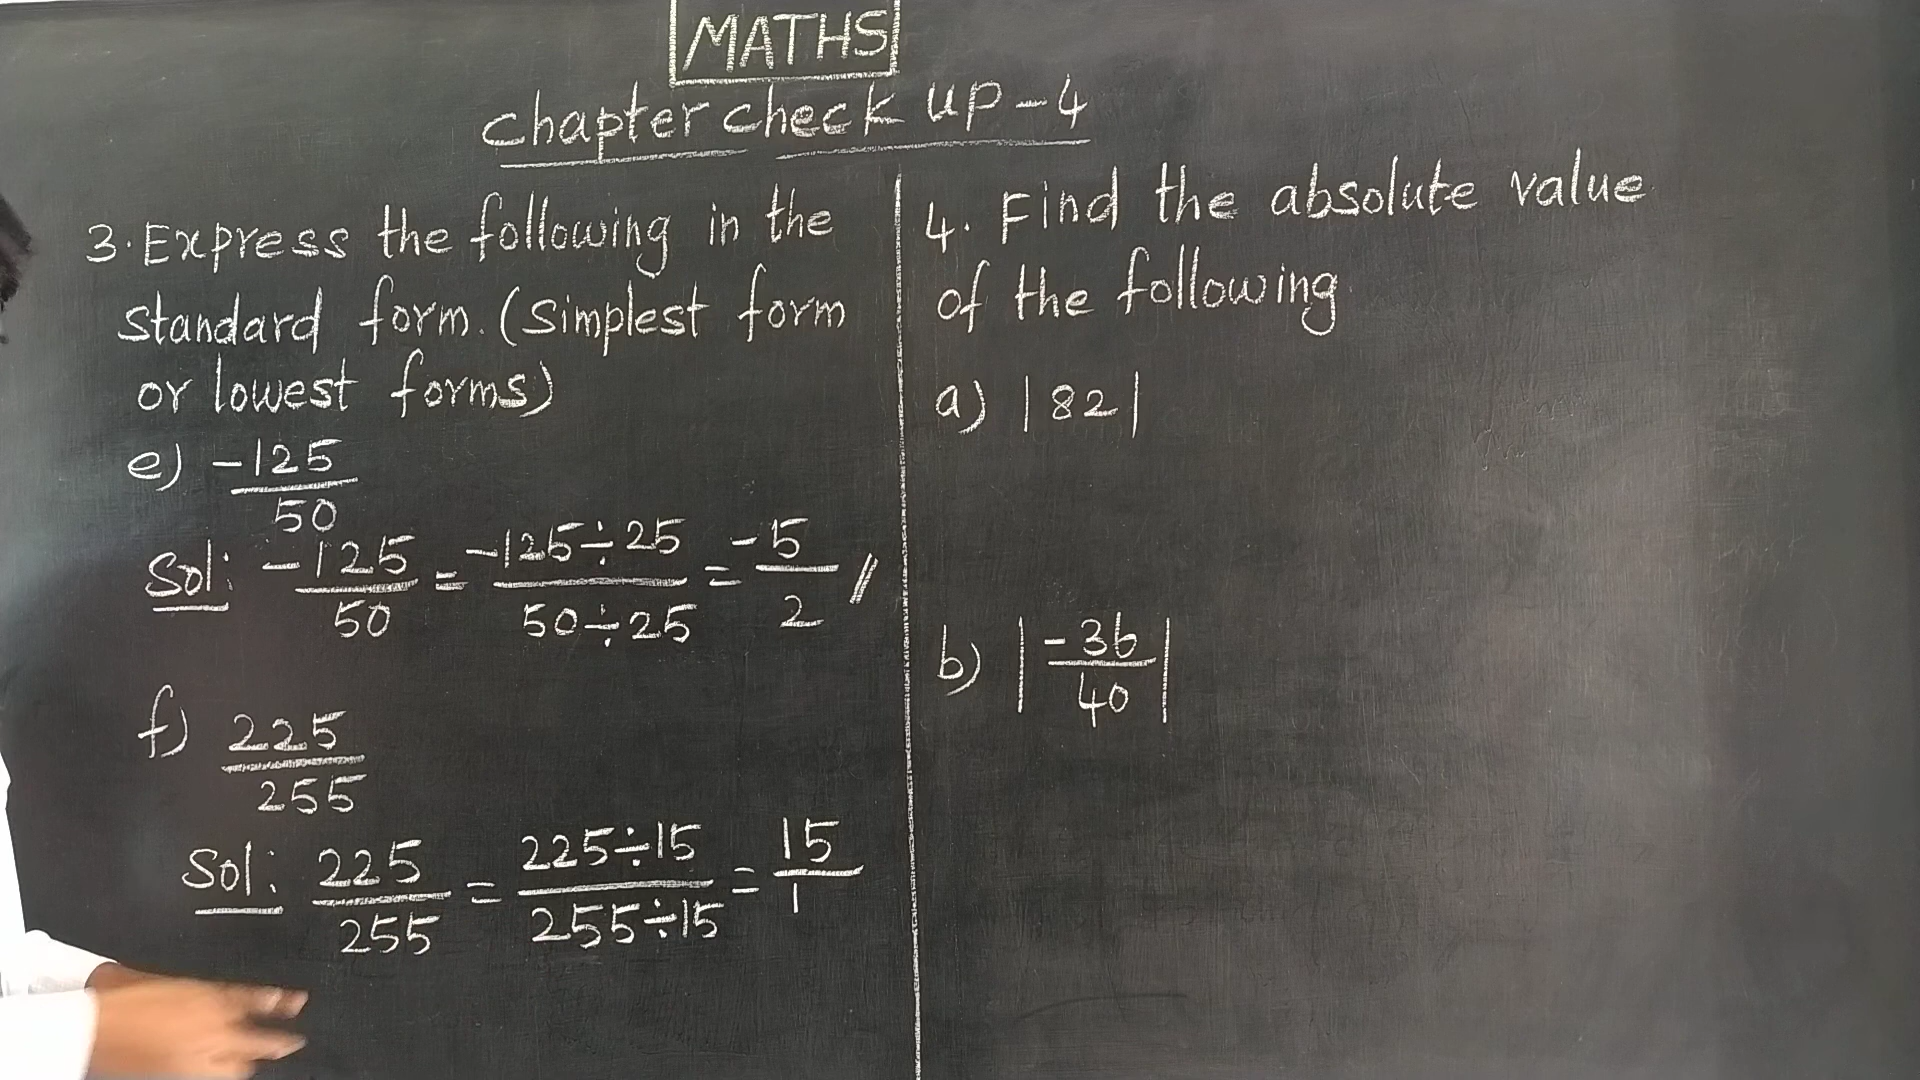 MATHS
chapter check up-4
3. Express the following in the
standard form. (simplest form
or lowest forms)
e) -125/50
Sol: -125/50 = -125÷25/50÷25 = -5/2 //
f) 225/255
Sol: 225/255 = 225÷15/255÷15 = 15/1
4. Find the absolute value
of the following
a) |82|
b) |-36/40|